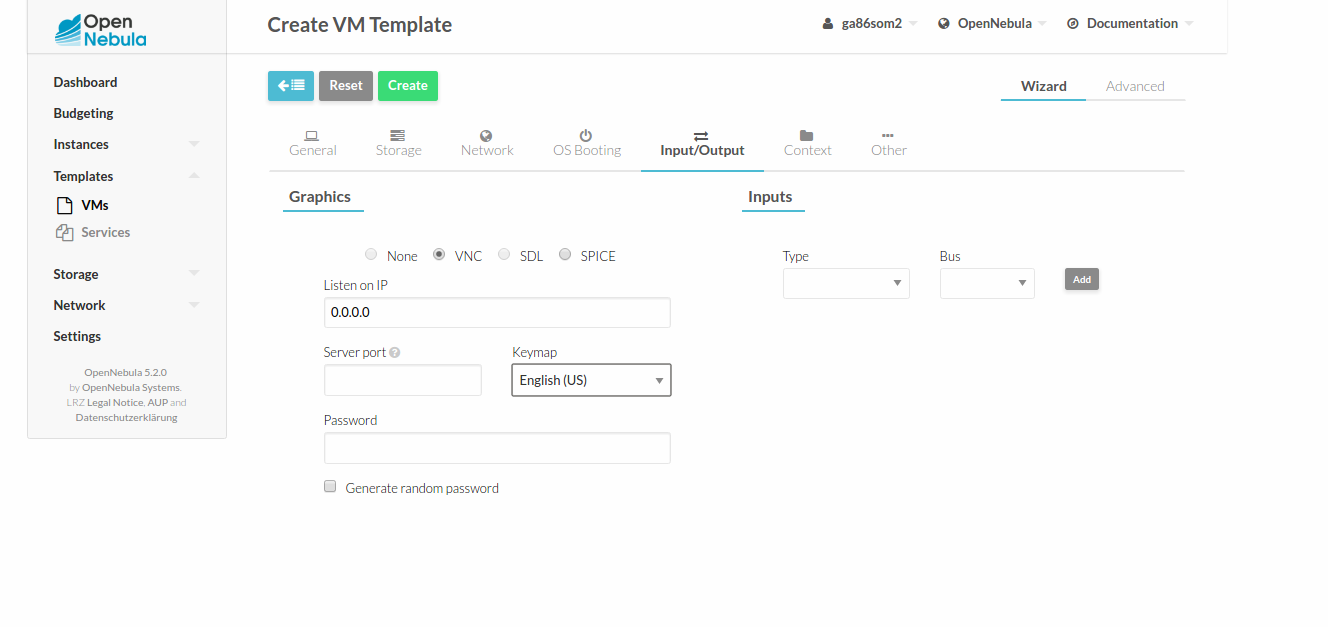 Open
Nebula
Create VM Template
ga86som2
OpenNebula
Documentation
Dashboard
Budgeting
Instances
Templates
VMs
Services
Storage
Network
Settings
OpenNebula 5.2.0
by OpenNebula Systems.
LRZ Legal Notice, AUP and
Datenschutzerklärung
Reset
Create
Wizard
Advanced
General
Storage
Network
OS Booting
Input/Output
Context
Other
Graphics
None
VNC
SDL
SPICE
Listen on IP
0.0.0.0
Server port ?
Keymap
English (US)
Password
Generate random password
Inputs
Type
Bus
Add